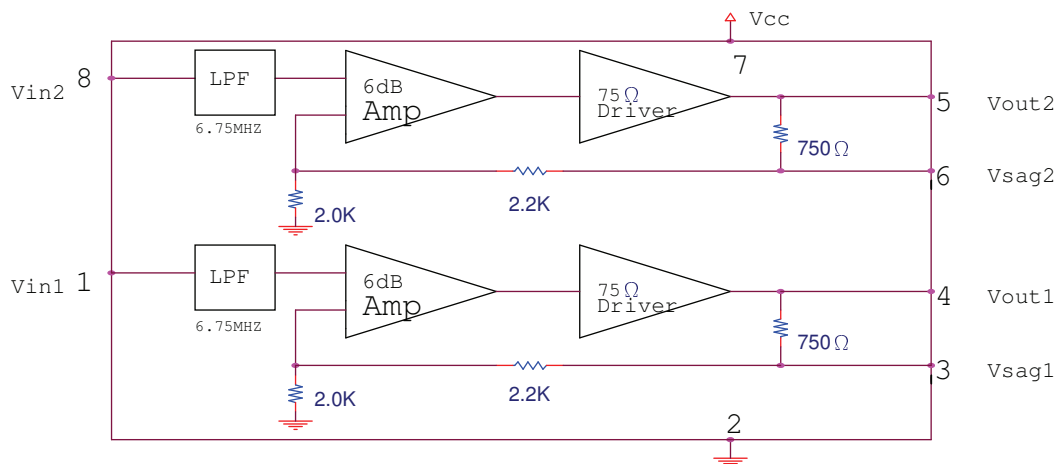 Vcc
7
8
Vin2
LPF
6.75MHZ
6dB
Amp
75Ω
Driver
5
Vout2
750Ω
6
Vsag2
2.2K
2.0K
1
Vin1
LPF
6.75MHZ
6dB
Amp
75Ω
Driver
4
Vout1
750Ω
3
Vsag1
2.2K
2.0K
2